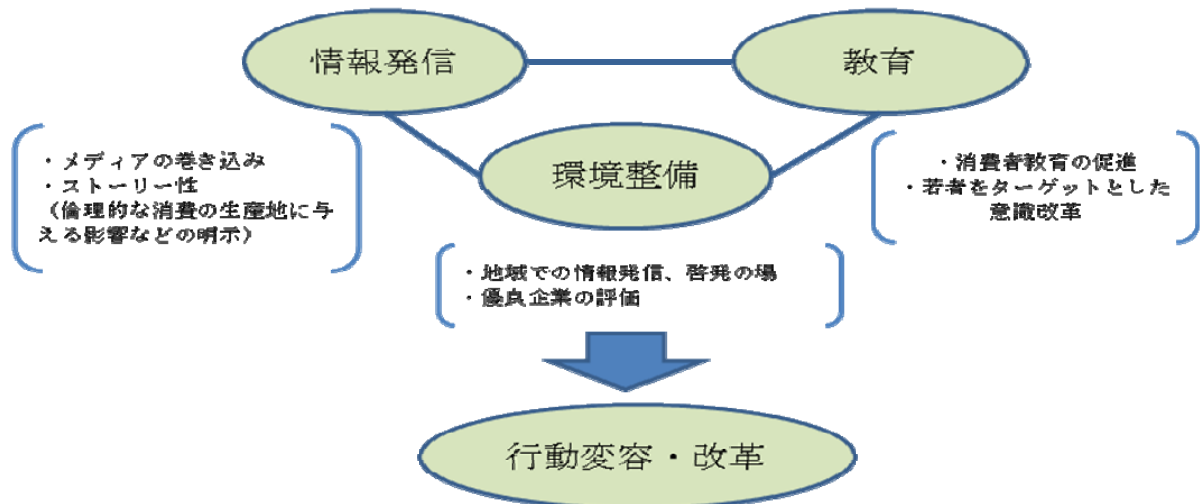 情報発信
教育
環境整備
・メディアの巻き込み
・ストーリー性
（倫理的な消費の生産地に与
える影響などの明示）
・消費者教育の促進
・若者をターゲットとした
意識改革
・地域での情報発信、啓発の場
・優良企業の評価
行動変容・改革